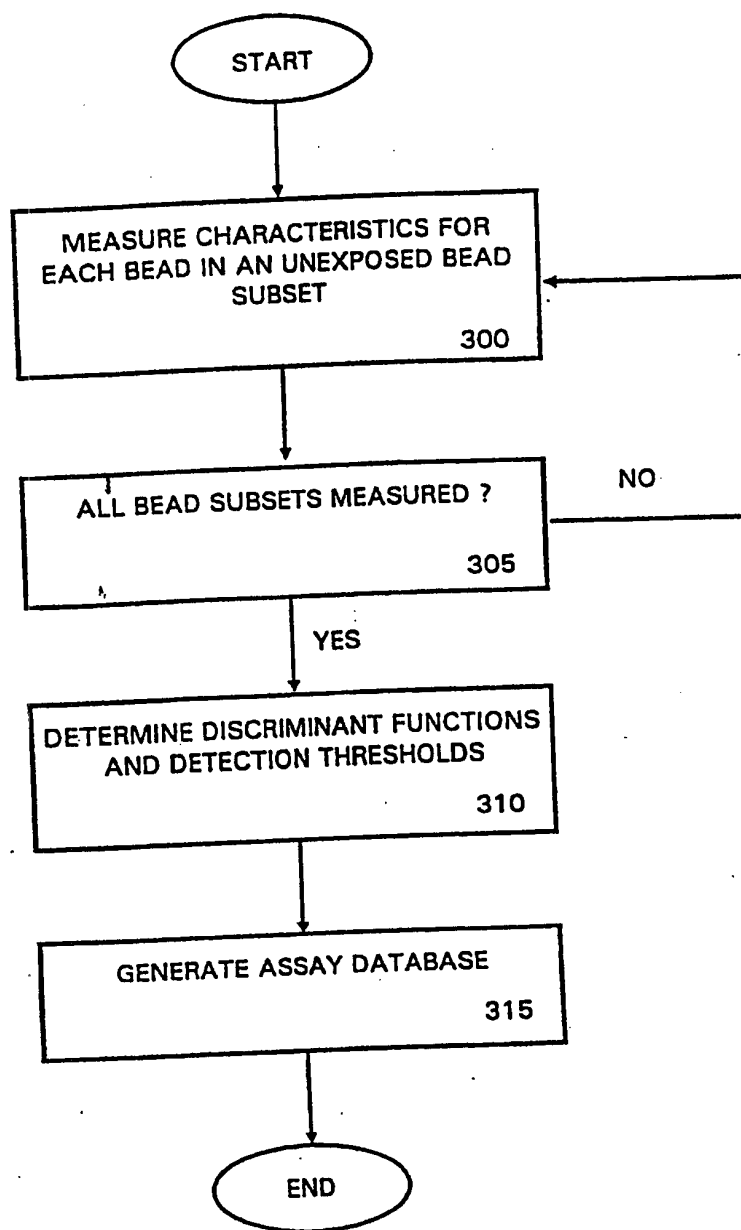 START
MEASURE CHARACTERISTICS FOR
EACH BEAD IN AN UNEXPOSED BEAD
SUBSET
300
ALL BEAD SUBSETS MEASURED ?
NO
305
YES
DETERMINE DISCRIMINANT FUNCTIONS
AND DETECTION THRESHOLDS
310
GENERATE ASSAY DATABASE
315
END